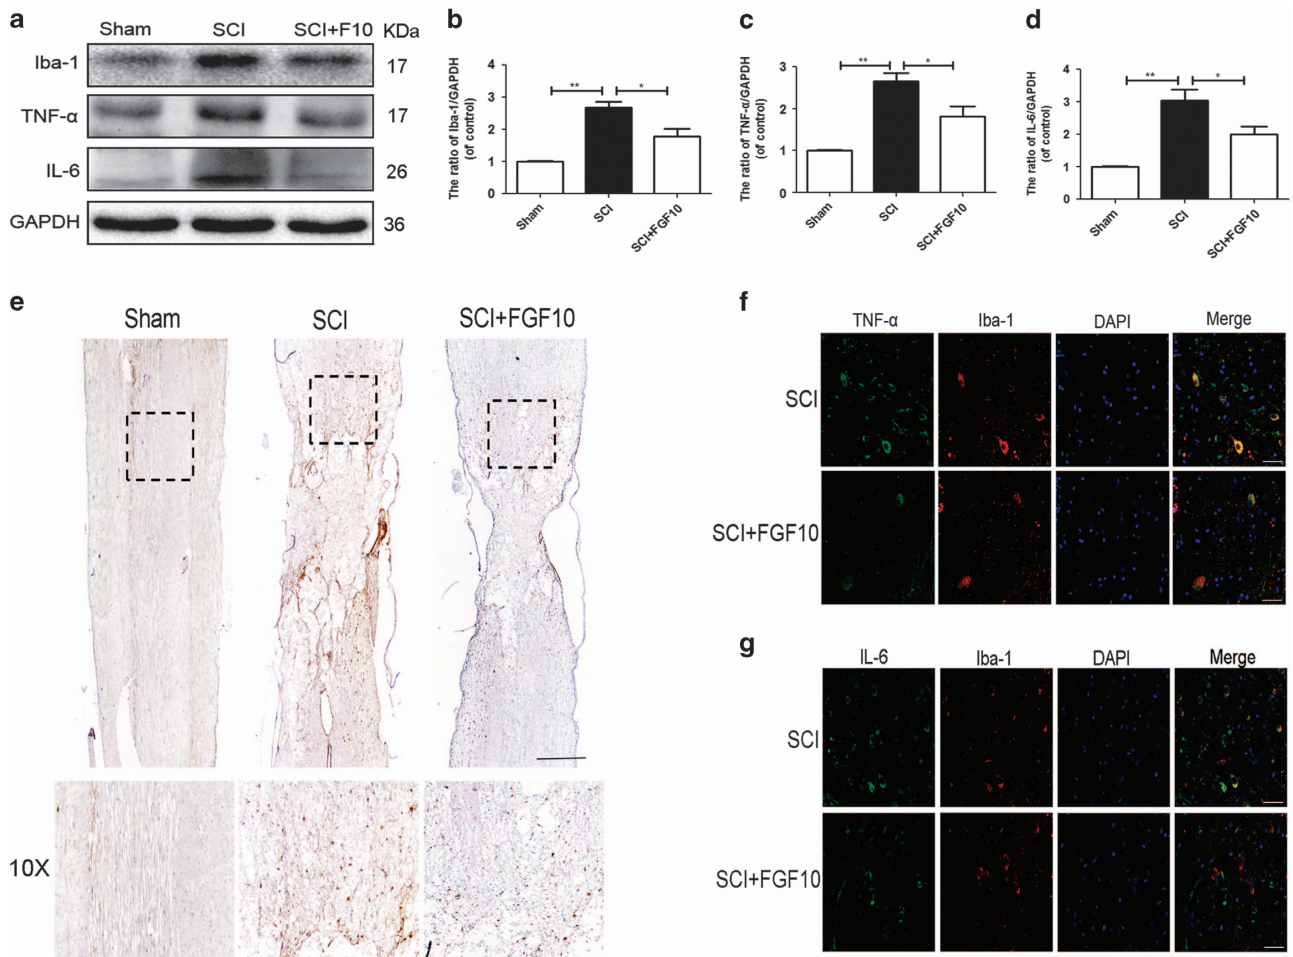 a
Sham SCI SCI+F10 KDa
Iba-1 17
TNF-α 17
IL-6 26
GAPDH 36
b
The ratio of Iba-1/GAPDH
(of control)
4
3
2
1
0
** *
Sham
SCI
SCI+FGF10
c
The ratio of TNF-α/GAPDH
(of control)
3
2
1
0
** *
Sham
SCI
SCI+FGF10
d
The ratio of IL-6/GAPDH
(of control)
4
3
2
1
0
** *
Sham
SCI
SCI+FGF10
e
Sham SCI SCI+FGF10
10X
f
TNF-α Iba-1 DAPI Merge
SCI
SCI+FGF10
g
IL-6 Iba-1 DAPI Merge
SCI
SCI+FGF10